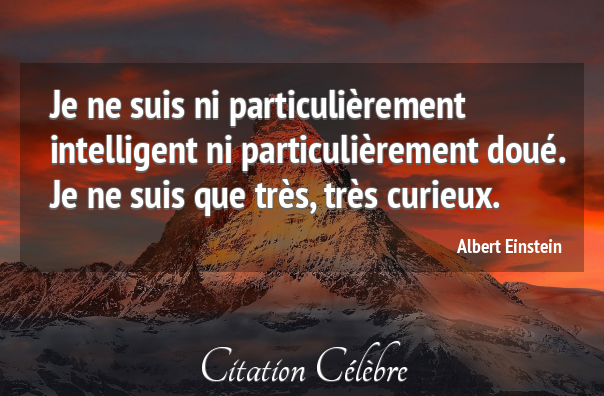 Je ne suis ni particulièrement
intelligent ni particulièrement doué.
Je ne suis que très, très curieux.
Albert Einstein
Citation Célèbre